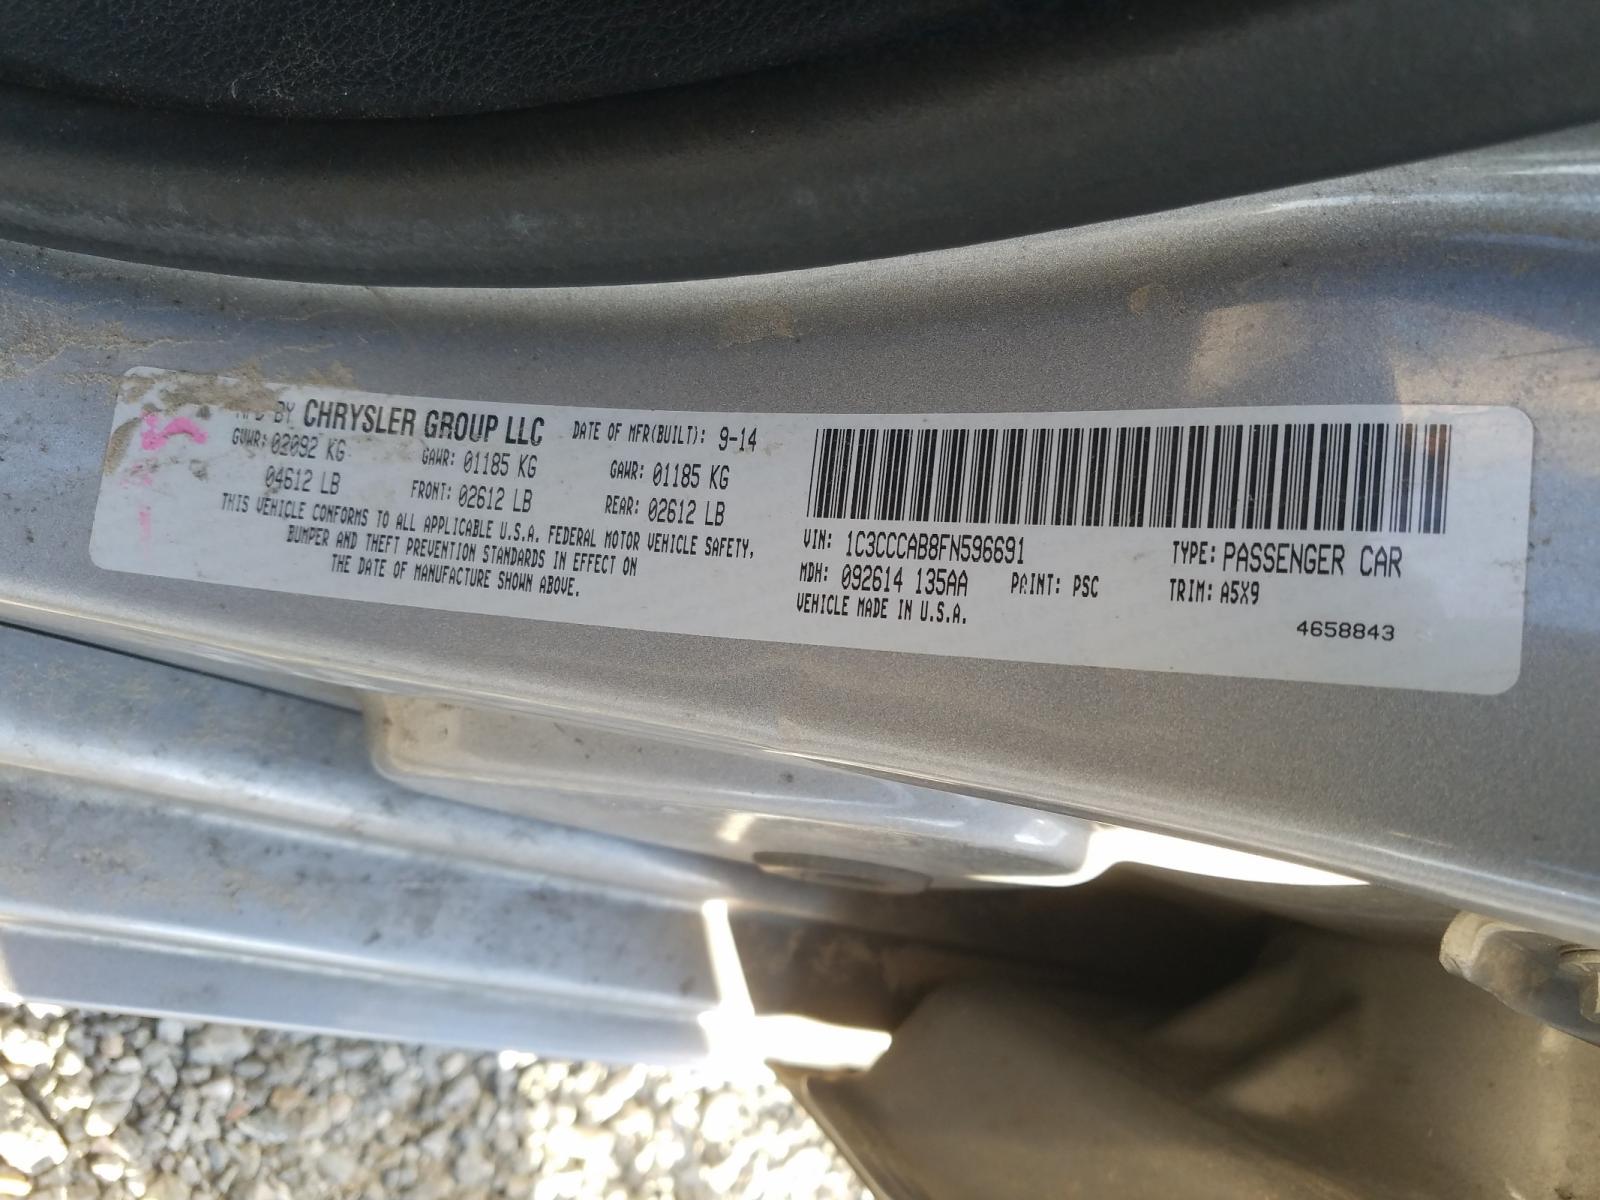 MFD BY CHRYSLER GROUP LLC DATE OF MFR(BUILT): 9-14
GVWR: 02092 KG GAWR: 01185 KG GAWR: 01185 KG
04612 LB FRONT: 02612 LB REAR: 02612 LB
THIS VEHICLE CONFORMS TO ALL APPLICABLE U.S.A. FEDERAL MOTOR VEHICLE SAFETY,
BUMPER AND THEFT PREVENTION STANDARDS IN EFFECT ON
THE DATE OF MANUFACTURE SHOWN ABOVE.
VIN: 1C3CCCAB8FN596691 TYPE: PASSENGER CAR
MDH: 092614 135AA PAINT: PSC TRIM: A5X9
VEHICLE MADE IN U.S.A.
4658843